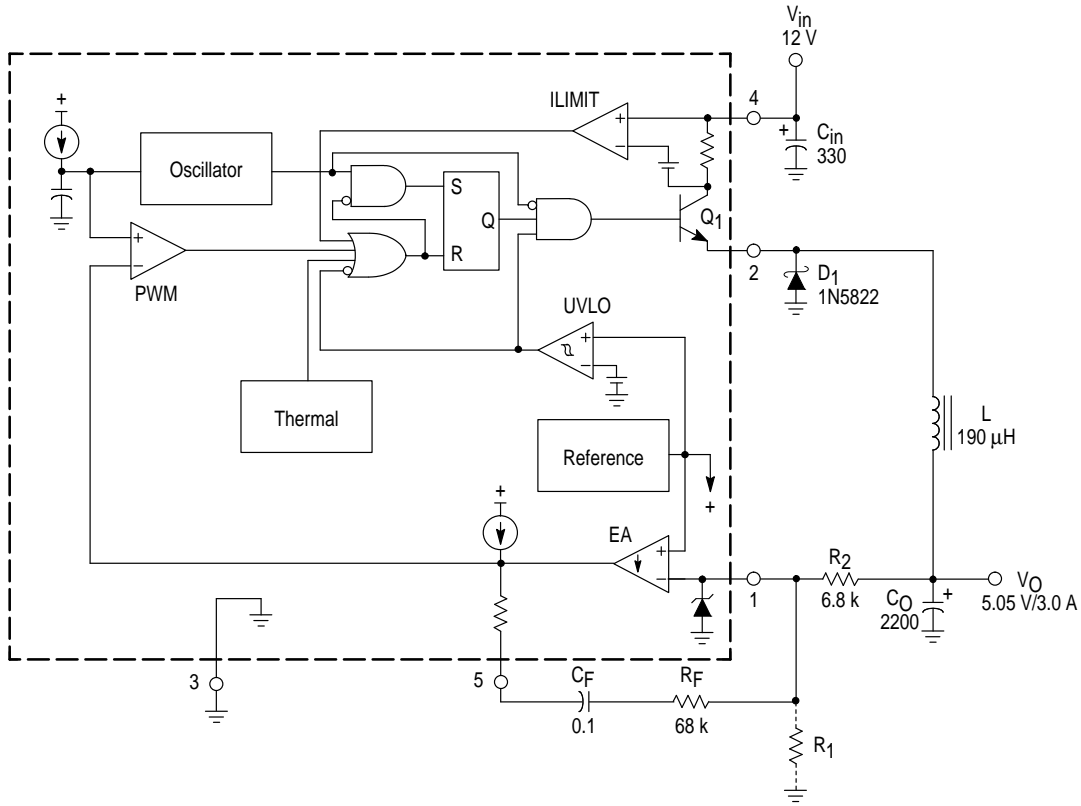 Vin
12 V
+
ILIMIT
4
+
−
+
Cin
330
Oscillator
S
Q
R
Q1
+
−
PWM
2
D1
1N5822
UVLO
+
−
Thermal
L
190 µH
Reference
+
+
EA
+
−
1
R2
6.8 k
CO
2200
+
VO
5.05 V/3.0 A
3
5
CF
0.1
RF
68 k
R1